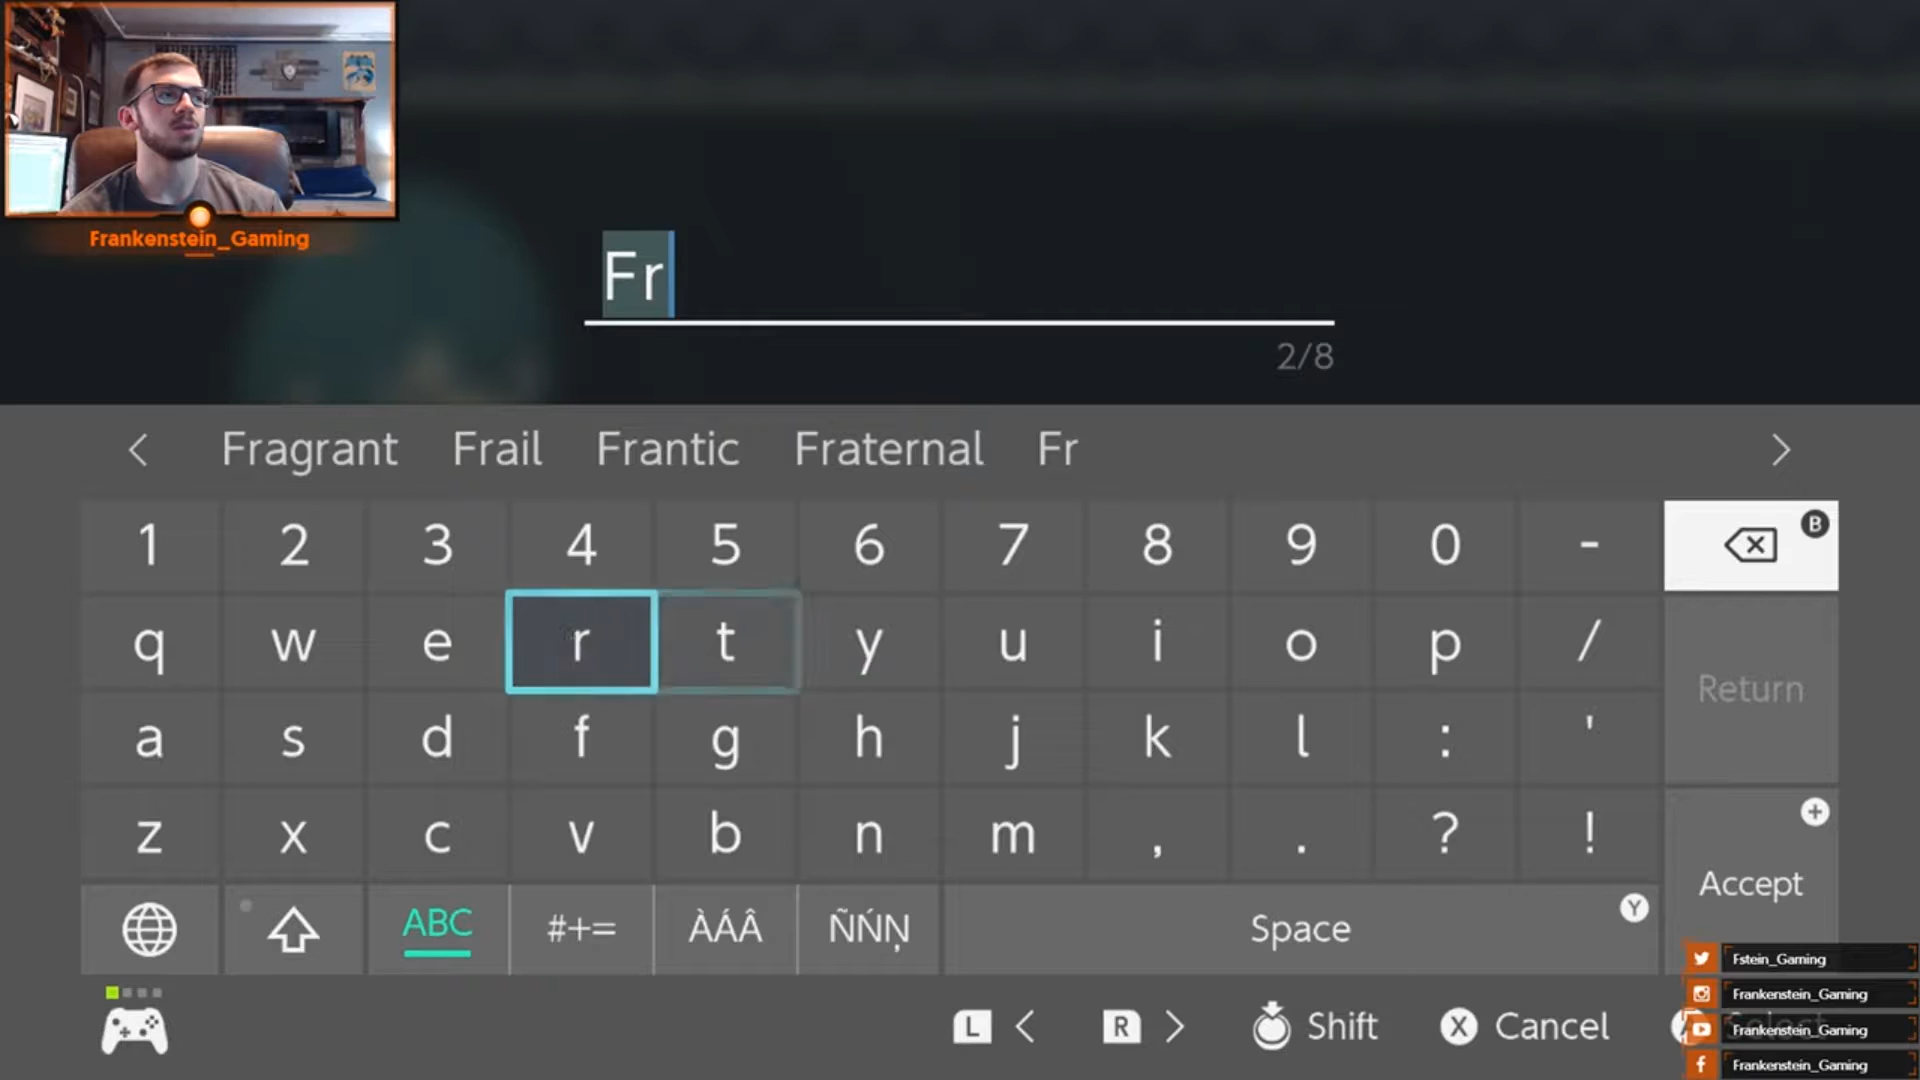 Frankenstein_Gaming
Fr
2/8
Fragrant Frail Frantic Fraternal Fr
1 2 3 4 5 6 7 8 9 0 - B
q w e r t y u i o p / Return
a s d f g h j k l : '
z x c v b n m , . ? ! +
Accept
ABC #+= ÀÁÂ ÑŃŅ Space Y
Fstein_Gaming
Frankenstein_Gaming
L < R > Shift X Cancel A Select
Frankenstein_Gaming
Frankenstein_Gaming